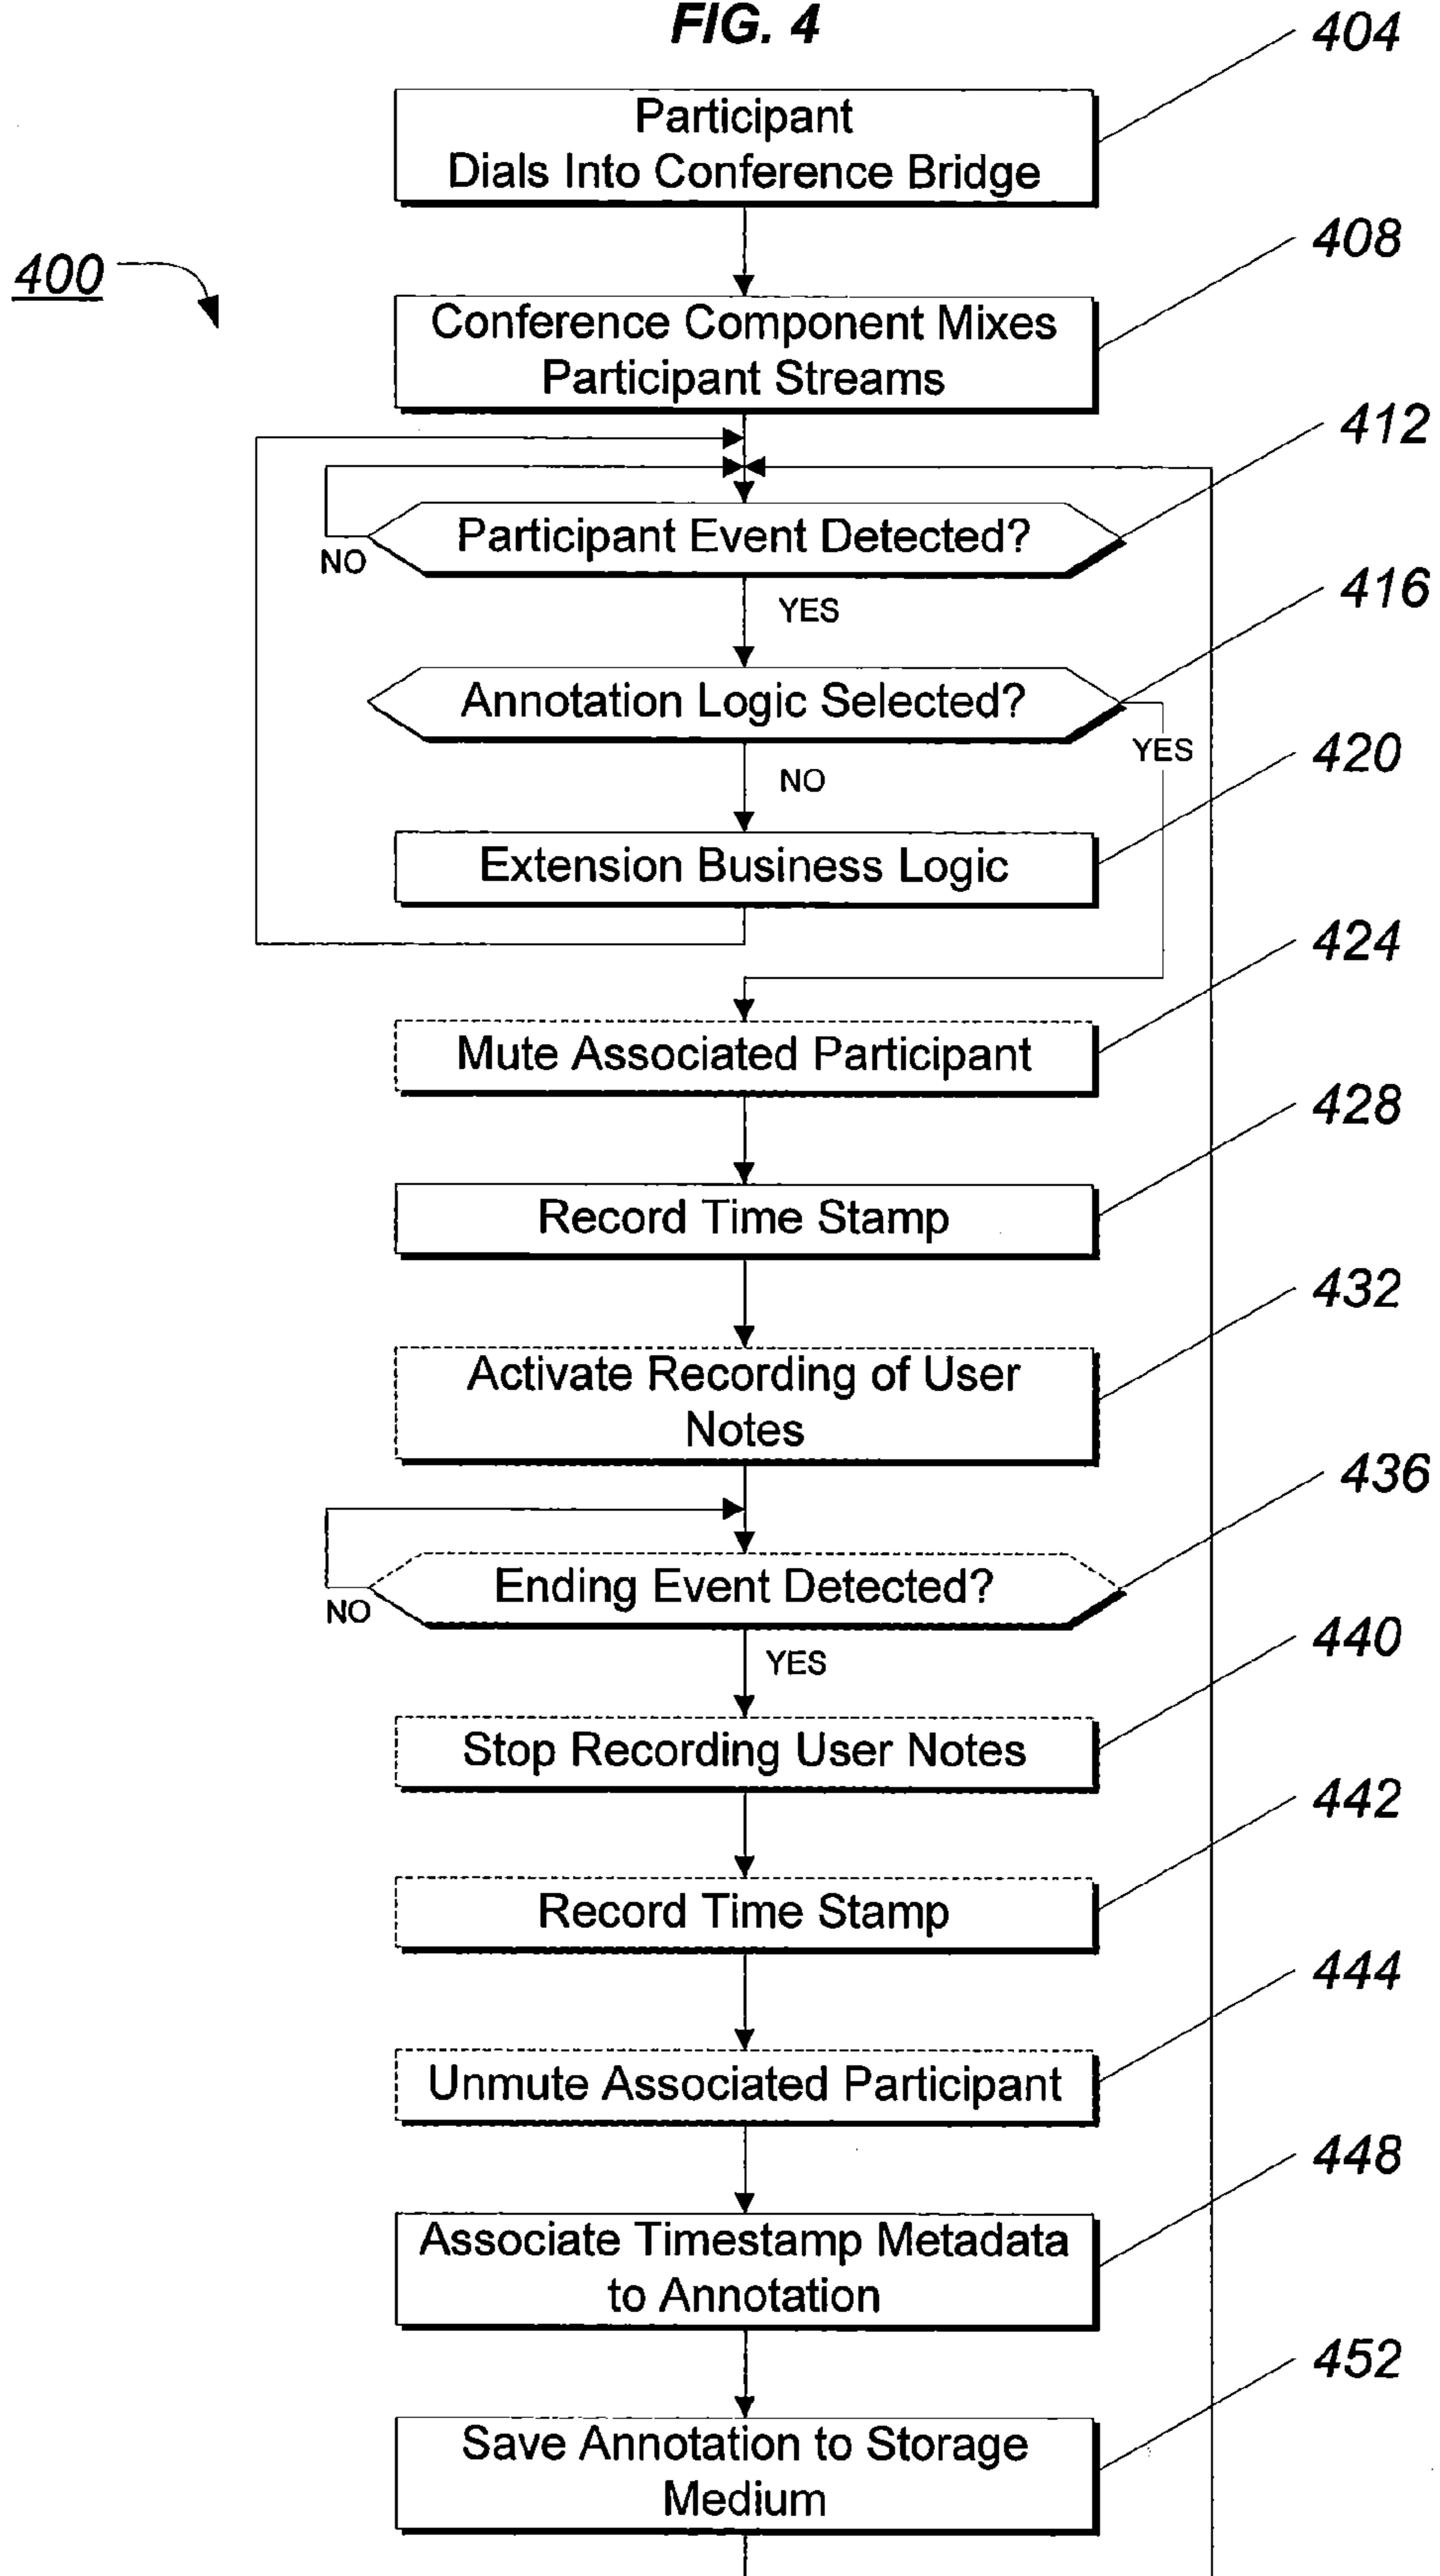 FIG. 4
404
Participant
Dials Into Conference Bridge
400
408
Conference Component Mixes
Participant Streams
412
Participant Event Detected?
NO
YES
416
Annotation Logic Selected?
YES
NO
420
Extension Business Logic
424
Mute Associated Participant
428
Record Time Stamp
432
Activate Recording of User
Notes
436
Ending Event Detected?
NO
YES
440
Stop Recording User Notes
442
Record Time Stamp
444
Unmute Associated Participant
448
Associate Timestamp Metadata
to Annotation
452
Save Annotation to Storage
Medium